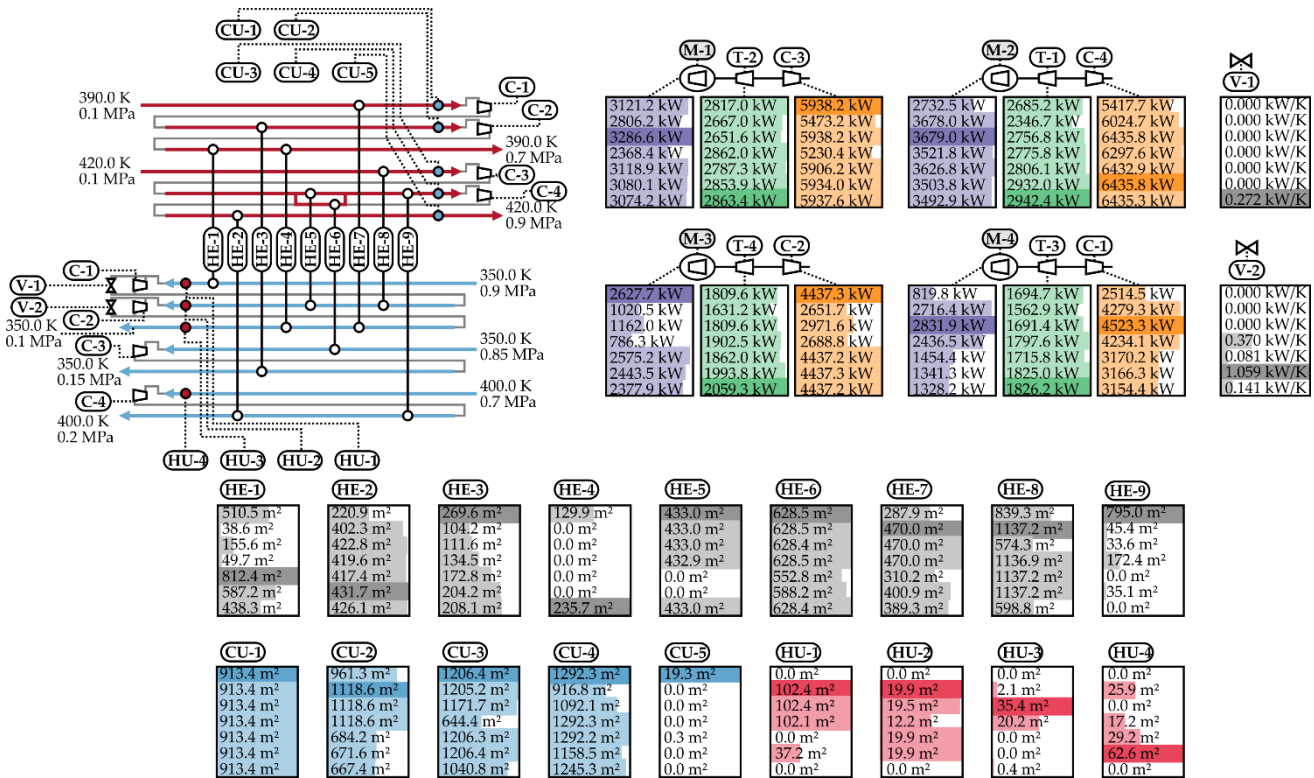 CU-1
CU-2
CU-3
CU-4
CU-5
390.0 K
0.1 MPa
C-1
C-2
390.0 K
0.7 MPa
420.0 K
0.1 MPa
C-3
C-4
420.0 K
0.9 MPa
HE-1
HE-2
HE-3
HE-4
HE-5
HE-6
HE-7
HE-8
HE-9
C-1
V-1
V-2
C-2
350.0 K
0.9 MPa
350.0 K
0.1 MPa
C-3
350.0 K
0.85 MPa
350.0 K
0.15 MPa
C-4
400.0 K
0.7 MPa
400.0 K
0.2 MPa
HU-4
HU-3
HU-2
HU-1
M-1
T-2
C-3
3121.2 kW 2817.0 kW 5938.2 kW
2806.2 kW 2667.0 kW 5473.2 kW
3286.6 kW 2651.6 kW 5938.2 kW
2368.4 kW 2862.0 kW 5230.4 kW
3118.9 kW 2787.3 kW 5906.2 kW
3080.1 kW 2853.9 kW 5934.0 kW
3074.2 kW 2863.4 kW 5937.6 kW
M-2
T-1
C-4
2732.5 kW 2685.2 kW 5417.7 kW
3678.0 kW 2346.7 kW 6024.7 kW
3679.0 kW 2756.8 kW 6435.8 kW
3521.8 kW 2775.8 kW 6297.6 kW
3626.8 kW 2806.1 kW 6432.9 kW
3503.8 kW 2932.0 kW 6435.8 kW
3492.9 kW 2942.4 kW 6435.3 kW
V-1
0.000 kW/K
0.000 kW/K
0.000 kW/K
0.000 kW/K
0.000 kW/K
0.000 kW/K
0.272 kW/K
M-3
T-4
C-2
2627.7 kW 1809.6 kW 4437.3 kW
1020.5 kW 1631.2 kW 2651.7 kW
1162.0 kW 1809.6 kW 2971.6 kW
786.3 kW 1902.5 kW 2688.8 kW
2575.2 kW 1862.0 kW 4437.2 kW
2443.5 kW 1993.8 kW 4437.3 kW
2377.9 kW 2059.3 kW 4437.2 kW
M-4
T-3
C-1
819.8 kW 1694.7 kW 2514.5 kW
2716.4 kW 1562.9 kW 4279.3 kW
2831.9 kW 1691.4 kW 4523.3 kW
2436.5 kW 1797.6 kW 4234.1 kW
1454.4 kW 1715.8 kW 3170.2 kW
1341.3 kW 1825.0 kW 3166.3 kW
1328.2 kW 1826.2 kW 3154.4 kW
V-2
0.000 kW/K
0.000 kW/K
0.000 kW/K
0.370 kW/K
0.081 kW/K
1.059 kW/K
0.141 kW/K
HE-1
510.5 m²
38.6 m²
155.6 m²
49.7 m²
812.4 m²
587.2 m²
438.3 m²
HE-2
220.9 m²
402.3 m²
422.8 m²
419.6 m²
417.4 m²
431.7 m²
426.1 m²
HE-3
269.6 m²
104.2 m²
111.6 m²
134.5 m²
172.8 m²
204.2 m²
208.1 m²
HE-4
129.9 m²
0.0 m²
0.0 m²
0.0 m²
0.0 m²
0.0 m²
235.7 m²
HE-5
433.0 m²
433.0 m²
433.0 m²
432.9 m²
0.0 m²
0.0 m²
433.0 m²
HE-6
628.5 m²
628.5 m²
628.4 m²
628.5 m²
552.8 m²
588.2 m²
628.4 m²
HE-7
287.9 m²
470.0 m²
470.0 m²
470.0 m²
310.2 m²
400.9 m²
389.3 m²
HE-8
839.3 m²
1137.2 m²
574.3 m²
1136.9 m²
1137.2 m²
1137.2 m²
598.8 m²
HE-9
795.0 m²
45.4 m²
33.6 m²
172.4 m²
0.0 m²
35.1 m²
0.0 m²
CU-1
913.4 m²
913.4 m²
913.4 m²
913.4 m²
913.4 m²
913.4 m²
913.4 m²
CU-2
961.3 m²
1118.6 m²
1118.6 m²
1118.6 m²
684.2 m²
671.6 m²
667.4 m²
CU-3
1206.4 m²
1205.2 m²
1171.7 m²
644.4 m²
1206.3 m²
1206.4 m²
1040.8 m²
CU-4
1292.3 m²
916.8 m²
1092.1 m²
1292.3 m²
1292.2 m²
1158.5 m²
1245.3 m²
CU-5
19.3 m²
0.0 m²
0.0 m²
0.0 m²
0.3 m²
0.0 m²
0.0 m²
HU-1
0.0 m²
102.4 m²
102.4 m²
102.1 m²
0.0 m²
37.2 m²
0.0 m²
HU-2
0.0 m²
19.9 m²
19.5 m²
12.2 m²
19.9 m²
19.9 m²
0.0 m²
HU-3
0.0 m²
2.1 m²
35.4 m²
20.2 m²
0.0 m²
0.0 m²
0.4 m²
HU-4
0.0 m²
25.9 m²
0.0 m²
17.2 m²
29.2 m²
62.6 m²
0.0 m²